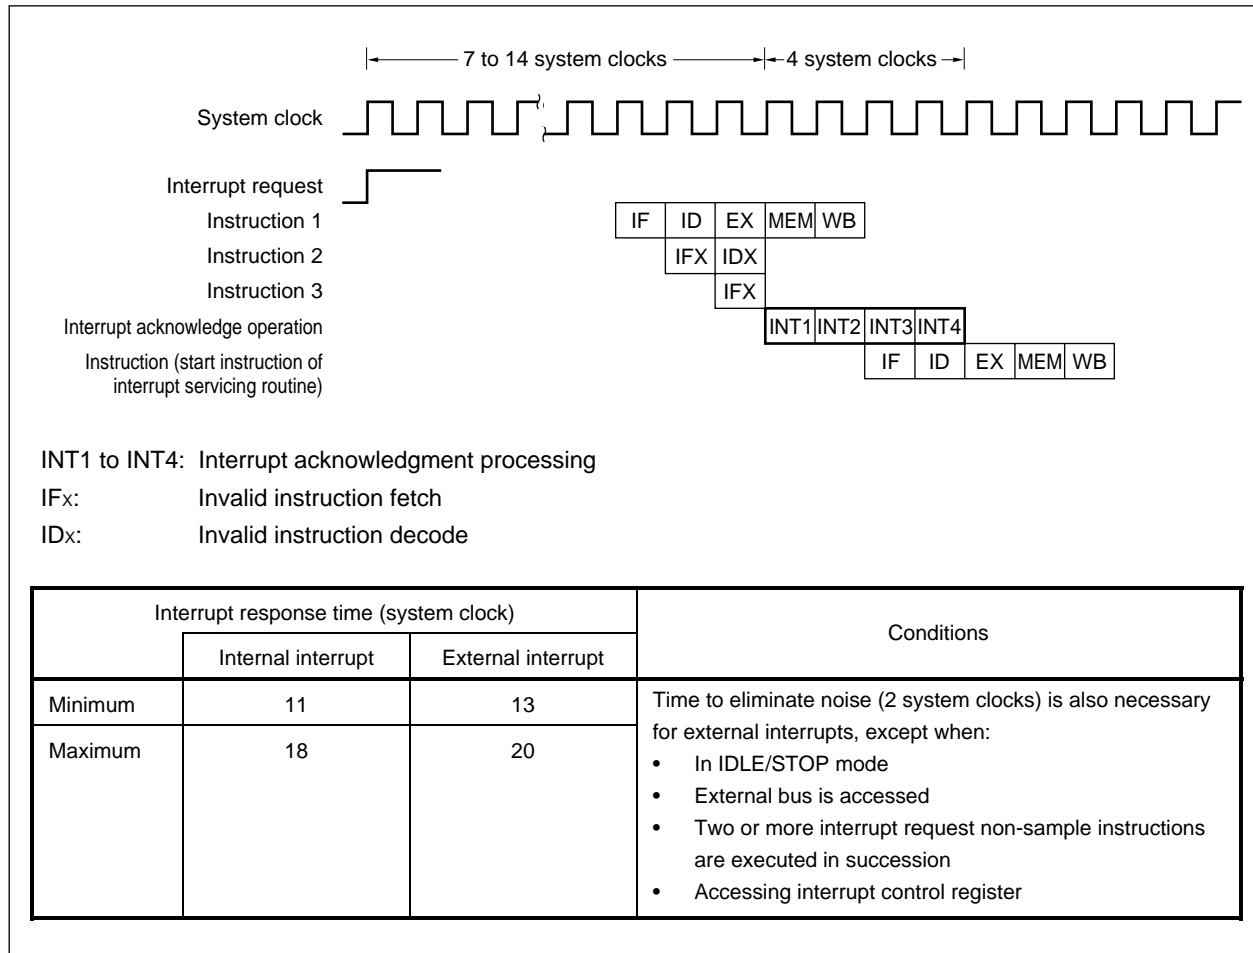 7 to 14 system clocks 4 system clocks
System clock
Interrupt request
Instruction 1 IF ID EX MEM WB
Instruction 2 IFX IDX
Instruction 3 IFX
Interrupt acknowledge operation INT1 INT2 INT3 INT4
Instruction (start instruction of
interrupt servicing routine) IF ID EX MEM WB
INT1 to INT4: Interrupt acknowledgment processing
IFX: Invalid instruction fetch
IDX: Invalid instruction decode
Interrupt response time (system clock) Conditions
Internal interrupt External interrupt
Minimum 11 13
Maximum 18 20
Time to eliminate noise (2 system clocks) is also necessary
for external interrupts, except when:
• In IDLE/STOP mode
• External bus is accessed
• Two or more interrupt request non-sample instructions
are executed in succession
• Accessing interrupt control register